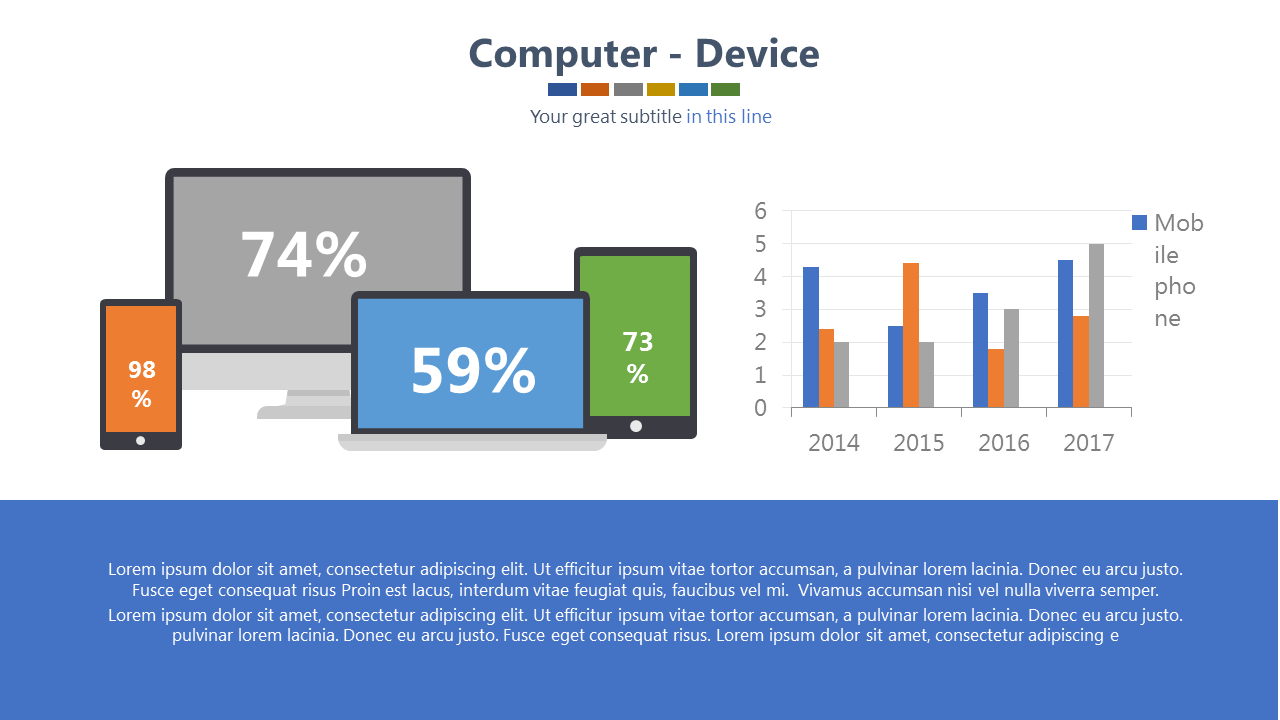 Computer - Device
Your great subtitle in this line
74%
98
%
59%
73
%
6
5
4
3
2
1
0
2014 2015 2016 2017
Mob
ile
pho
ne
Lorem ipsum dolor sit amet, consectetur adipiscing elit. Ut efficitur ipsum vitae tortor accumsan, a pulvinar lorem lacinia. Donec eu arcu justo.
Fusce eget consequat risus Proin est lacus, interdum vitae feugiat quis, faucibus vel mi.  Vivamus accumsan nisi vel nulla viverra semper.
Lorem ipsum dolor sit amet, consectetur adipiscing elit. Ut efficitur ipsum vitae tortor accumsan, a pulvinar lorem lacinia. Donec eu arcu justo.
pulvinar lorem lacinia. Donec eu arcu justo. Fusce eget consequat risus. Lorem ipsum dolor sit amet, consectetur adipiscing e